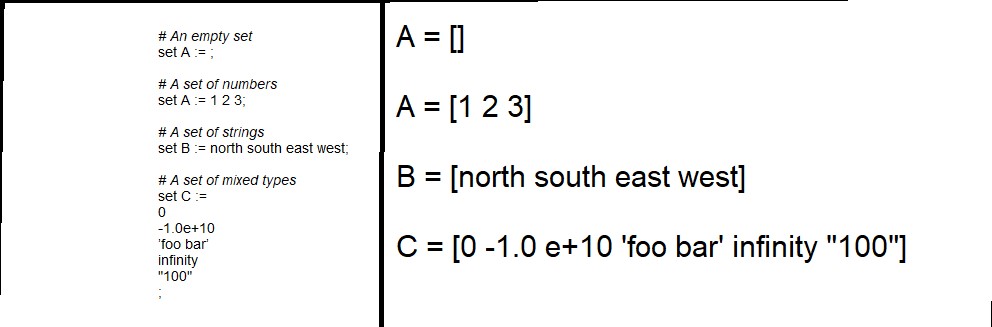 # An empty set
set A := ;
# A set of numbers
set A := 1 2 3;
# A set of strings
set B := north south east west;
# A set of mixed types
set C :=
0
-1.0e+10
'foo bar'
infinity
"100"
;
A = []
A = [1 2 3]
B = [north south east west]
C = [0 -1.0 e+10 'foo bar' infinity "100"]